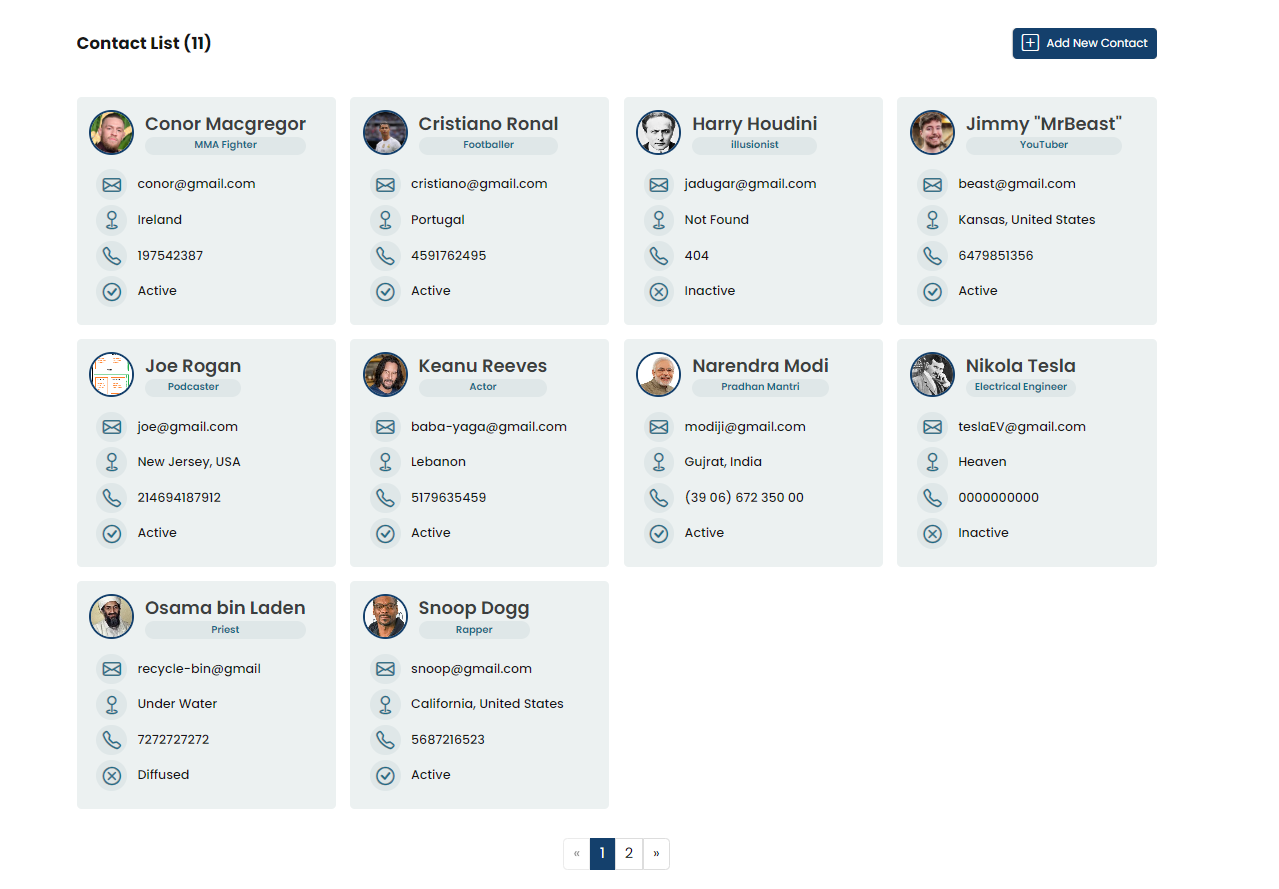 Contact List (11)
Add New Contact
Conor Macgregor
MMA Fighter
conor@gmail.com
Ireland
197542387
Active
Cristiano Ronal
Footballer
cristiano@gmail.com
Portugal
4591762495
Active
Harry Houdini
illusionist
jadugar@gmail.com
Not Found
404
Inactive
Jimmy "MrBeast"
YouTuber
beast@gmail.com
Kansas, United States
6479851356
Active
Joe Rogan
Podcaster
joe@gmail.com
New Jersey, USA
214694187912
Active
Keanu Reeves
Actor
baba-yaga@gmail.com
Lebanon
5179635459
Active
Narendra Modi
Pradhan Mantri
modiji@gmail.com
Gujrat, India
(39 06) 672 350 00
Active
Nikola Tesla
Electrical Engineer
teslaEV@gmail.com
Heaven
0000000000
Inactive
Osama bin Laden
Priest
recycle-bin@gmail
Under Water
7272727272
Diffused
Snoop Dogg
Rapper
snoop@gmail.com
California, United States
5687216523
Active
« 1 2 »